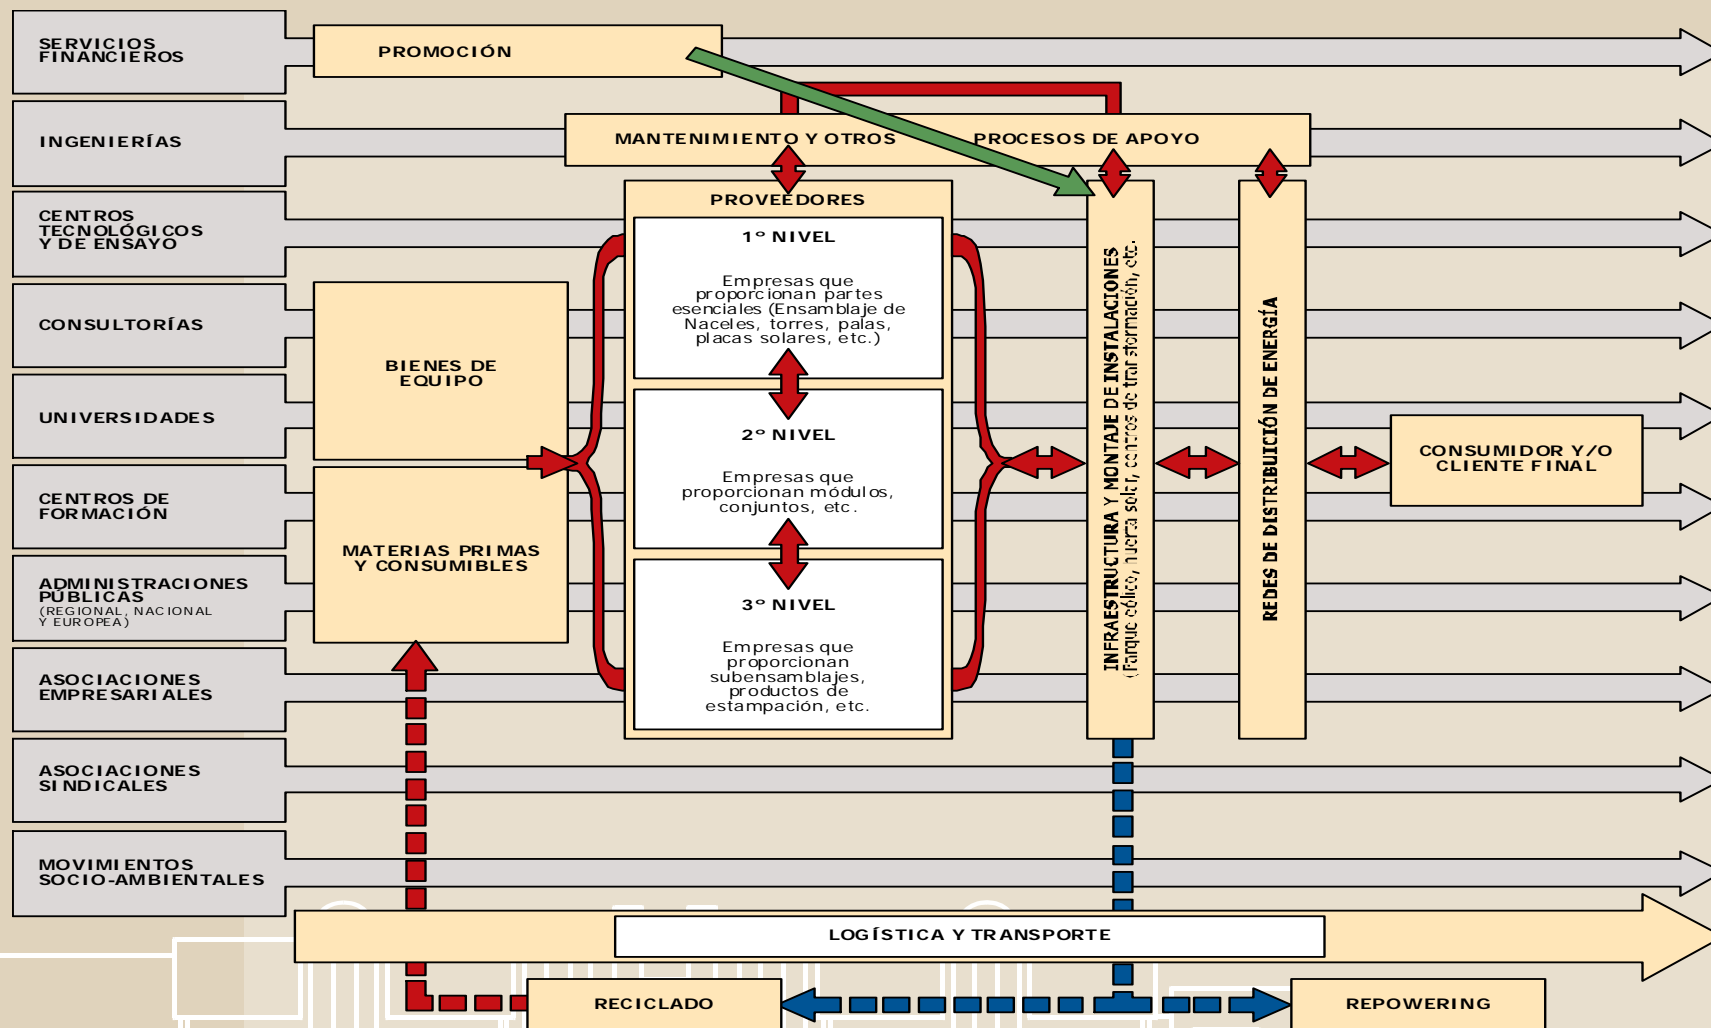 SERVICIOS
FINANCIEROS
PROMOCIÓN
INGENIERÍAS
MANTENIMIENTO Y OTROS PROCESOS DE APOYO
CENTROS
TECNOLÓGICOS
Y DE ENSAYO
CONSULTORÍAS
UNIVERSIDADES
CENTROS DE
FORMACIÓN
ADMINISTRACIONES
PÚBLICAS
(REGIONAL, NACIONAL
Y EUROPEA)
ASOCIACIONES
EMPRESARIALES
ASOCIACIONES
SINDICALES
MOVIMIENTOS
SOCIO-AMBIENTALES
BIENES DE
EQUIPO
MATERIAS PRIMAS
Y CONSUMIBLES
PROVEEDORES
1º NIVEL
Empresas que
proporcionan partes
esenciales (Ensamblaje de
Naceles, torres, palas,
placas solares, etc.)
2º NIVEL
Empresas que
proporcionan módulos,
conjuntos, etc.
3º NIVEL
Empresas que
proporcionan
subensamblajes,
productos de
estampación, etc.
INFRAESTRUCTURA Y MONTAJE DE INSTALACIONES
(Parque eólico, huerta solar, centros de transformación, etc.
REDES DE DISTRIBUCIÓN DE ENERGÍA
CONSUMIDOR Y/O
CLIENTE FINAL
LOGÍSTICA Y TRANSPORTE
RECICLADO
REPOWERING